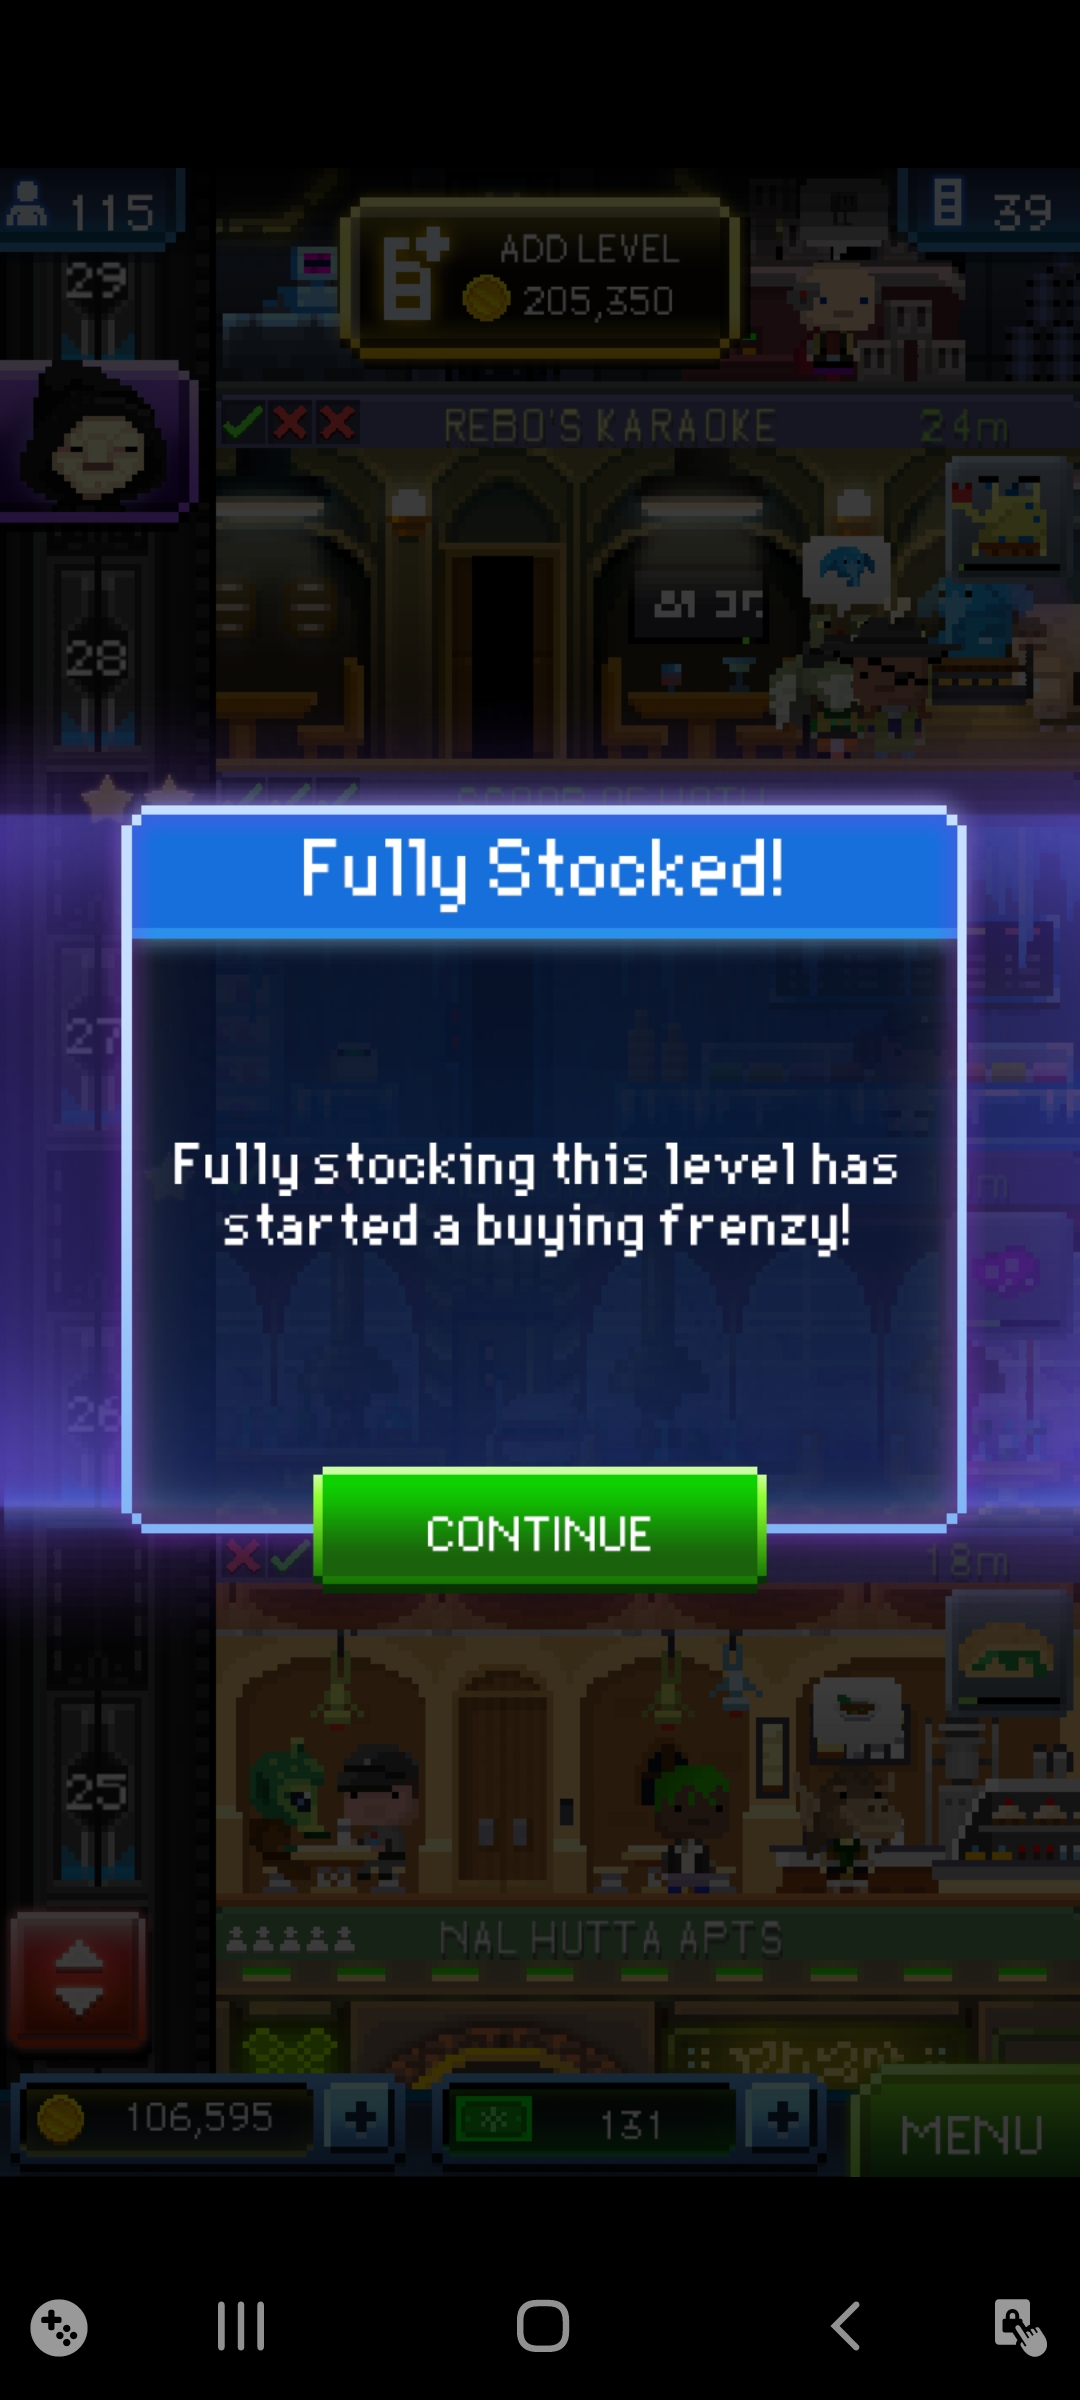 115
39
ADD LEVEL
205,350
29
REBO'S KARAOKE
24m
28
Fully Stocked!
27
Fully stocking this level has
started a buying frenzy!
26
CONTINUE
18m
25
NAL HUTTA APTS
106,595
131
MENU